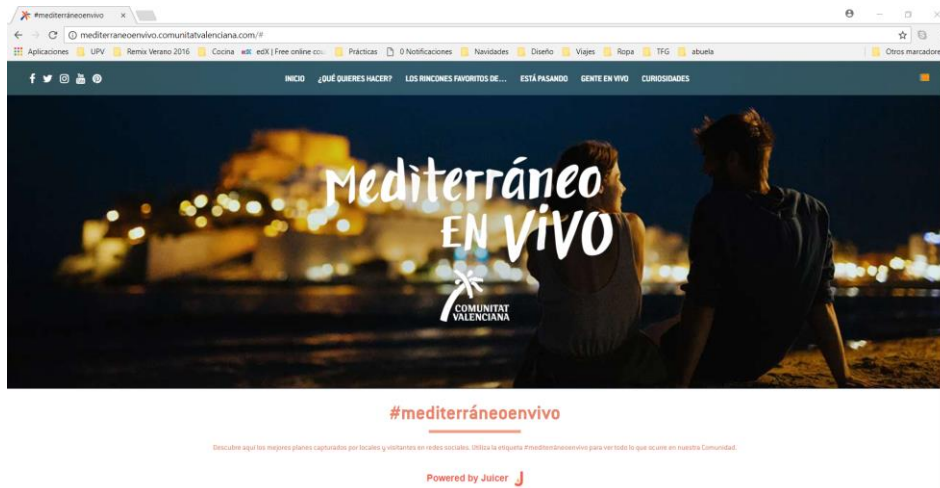 #mediterráneoenvivo
mediterraneoenvivo.comunitatvalenciana.com/#
Aplicaciones UPV Remix Verano 2016 Cocina edX | Free online cou Prácticas 0 Notificaciones Navidades Diseño Viajes Ropa TFG abuela Otros marcadore
INICIO ¿QUÉ QUIERES HACER? LOS RINCONES FAVORITOS DE... ESTÁ PASANDO GENTE EN VIVO CURIOSIDADES
Mediterráneo
EN VIVO
COMUNITAT
VALENCIANA
#mediterráneoenvivo
Descubre aquí los mejores planes capturados por locales y visitantes en redes sociales. Utiliza la etiqueta #mediterráneoenvivo para ver todo lo que ocurre en nuestra Comunidad.
Powered by Juicer